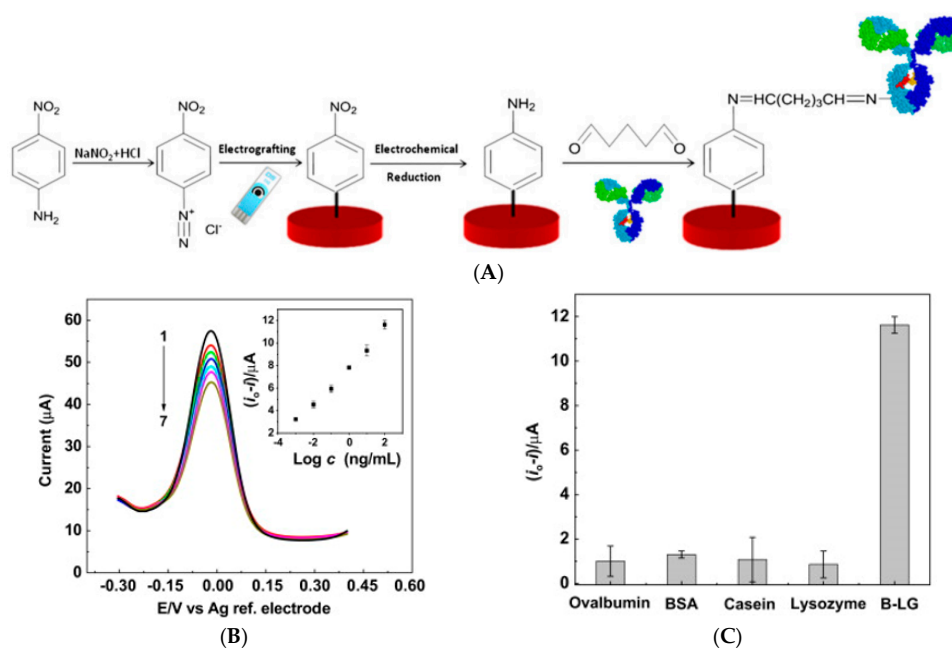 NO₂
NH₂
NaNO₂+HCl
NO₂
N⁺
N
Cl⁻
Electrografting
NO₂
Electrochemical
Reduction
NH₂
O
O
N=HC(CH₂)₃CH=N
(A)
Current (μA)
60
50
40
30
20
10
0
1
7
-0.30
-0.15
0.00
0.15
0.30
0.45
0.60
E/V vs Ag ref. electrode
(iₒ-i)/μA
12
10
8
6
4
2
-4
-2
0
2
Log c (ng/mL)
(B)
(iₒ-i)/μA
12
10
8
6
4
2
0
Ovalbumin
BSA
Casein
Lysozyme
B-LG
(C)